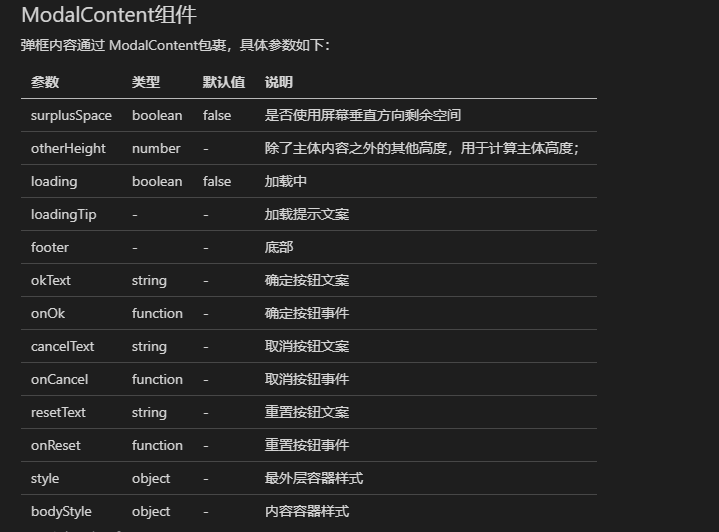 ModalContent组件
弹框内容通过 ModalContent包裹，具体参数如下：
参数 类型 默认值 说明
surplusSpace boolean false 是否使用屏幕垂直方向剩余空间
otherHeight number - 除了主体内容之外的其他高度，用于计算主体高度；
loading boolean false 加载中
loadingTip - - 加载提示文案
footer - - 底部
okText string - 确定按钮文案
onOk function - 确定按钮事件
cancelText string - 取消按钮文案
onCancel function - 取消按钮事件
resetText string - 重置按钮文案
onReset function - 重置按钮事件
style object - 最外层容器样式
bodyStyle object - 内容容器样式